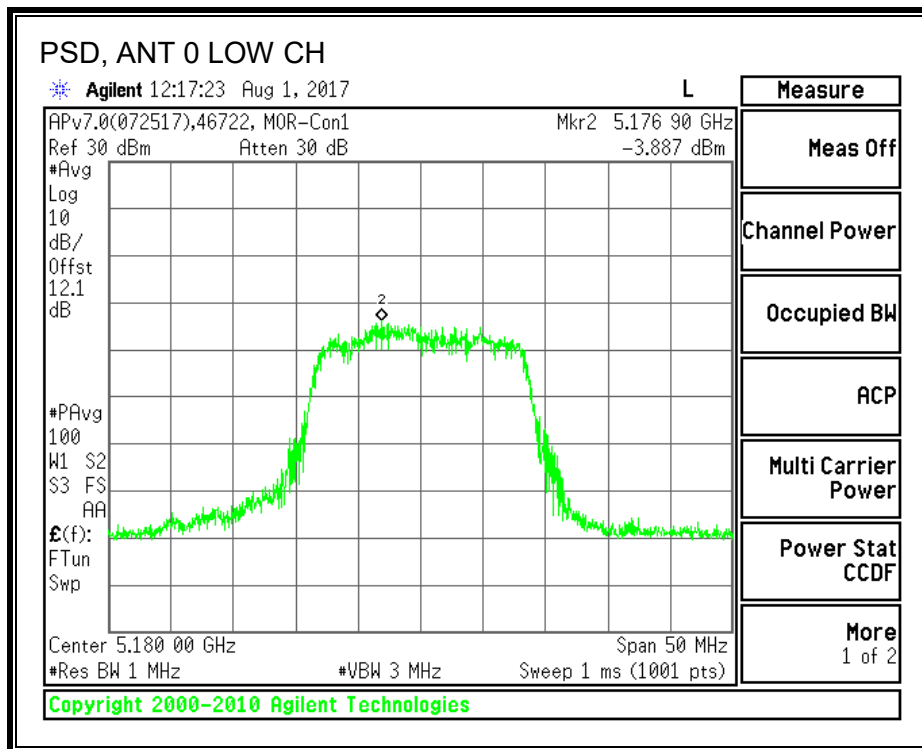 PSD, ANT 0 LOW CH
Agilent 12:17:23 Aug 1, 2017 L
APv7.0(072517),46722, MOR-Con1 Mkr2 5.176 90 GHz
Ref 30 dBm Atten 30 dB -3.887 dBm
#Avg
Log
10
dB/
Offst
12.1
dB
2
#PAvg
100
W1 S2
S3 FS
AA
£(f):
FTun
Swp
Center 5.180 00 GHz Span 50 MHz
#Res BW 1 MHz #VBW 3 MHz Sweep 1 ms (1001 pts)
Measure
Meas Off
Channel Power
Occupied BW
ACP
Multi Carrier
Power
Power Stat
CCDF
More
1 of 2
Copyright 2000-2010 Agilent Technologies